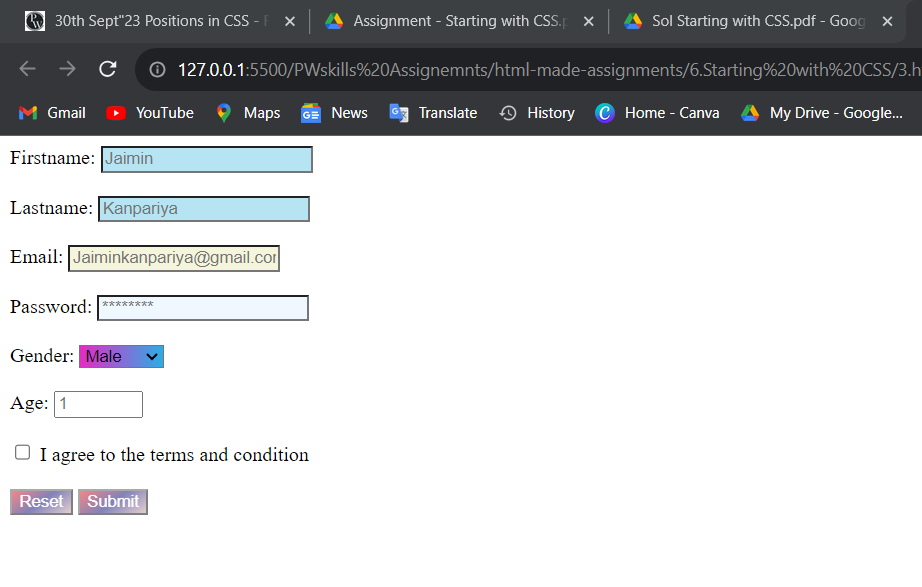 30th Sept"23 Positions in CSS -
Assignment - Starting with CSS.p
Sol Starting with CSS.pdf - Goog
127.0.0.1:5500/PWskills%20Assignemnts/html-made-assignments/6.Starting%20with%20CSS/3.h
Gmail YouTube Maps News Translate History Home - Canva My Drive - Google...
Firstname: Jaimin
Lastname: Kanpariya
Email: Jaiminkanpariya@gmail.cor
Password: ********
Gender: Male
Age: 1
I agree to the terms and condition
Reset Submit